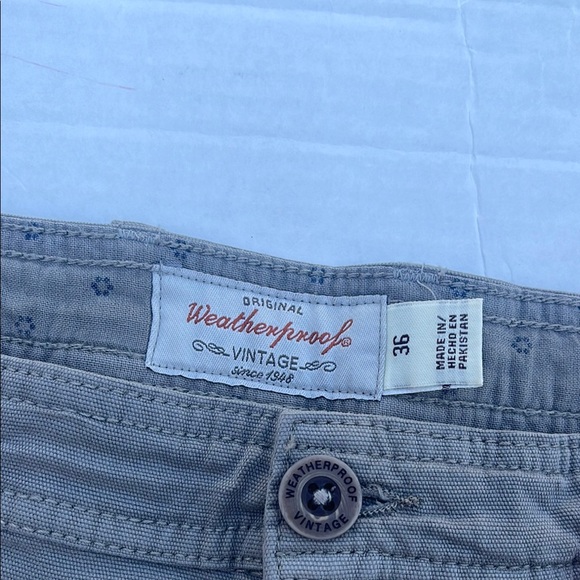 ORIGINAL
Weatherproof®
VINTAGE
since 1948
36
MADE IN/
HECHO EN
PAKISTAN
WEATHERPROOF
VINTAGE